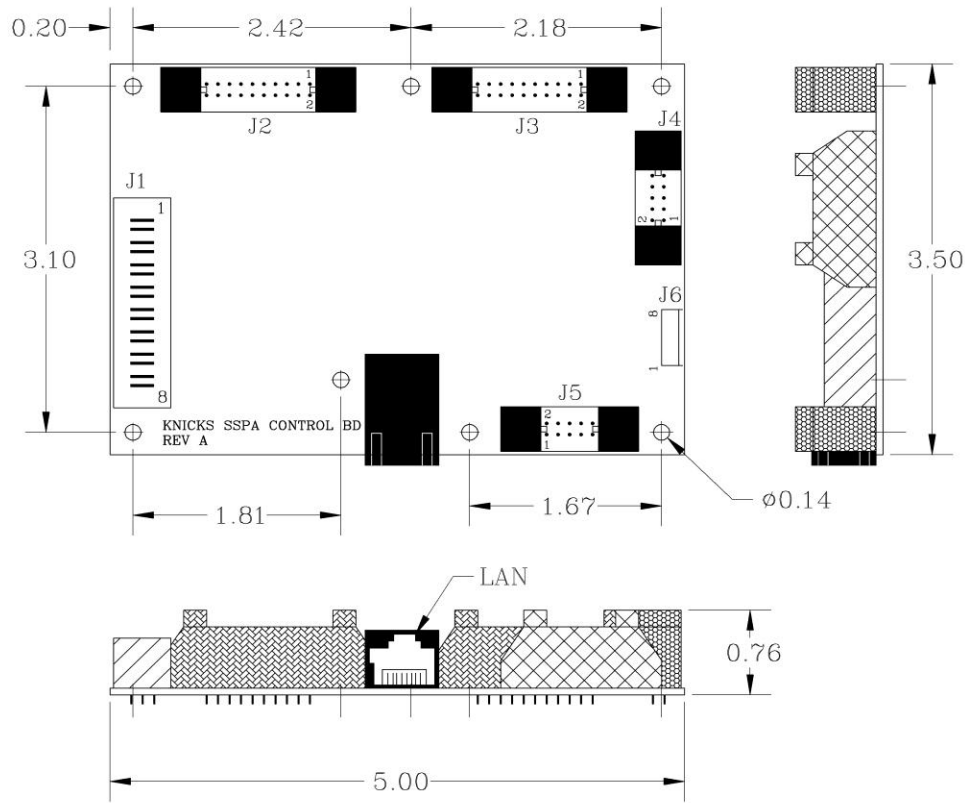 0.20
2.42
2.18
1
2
J2
1
2
J3
J4
2
1
J1
1
8
3.10
3.50
J6
8
1
J5
2
1
KNICKS SSPA CONTROL BD
REV A
ø0.14
1.81
1.67
LAN
0.76
5.00